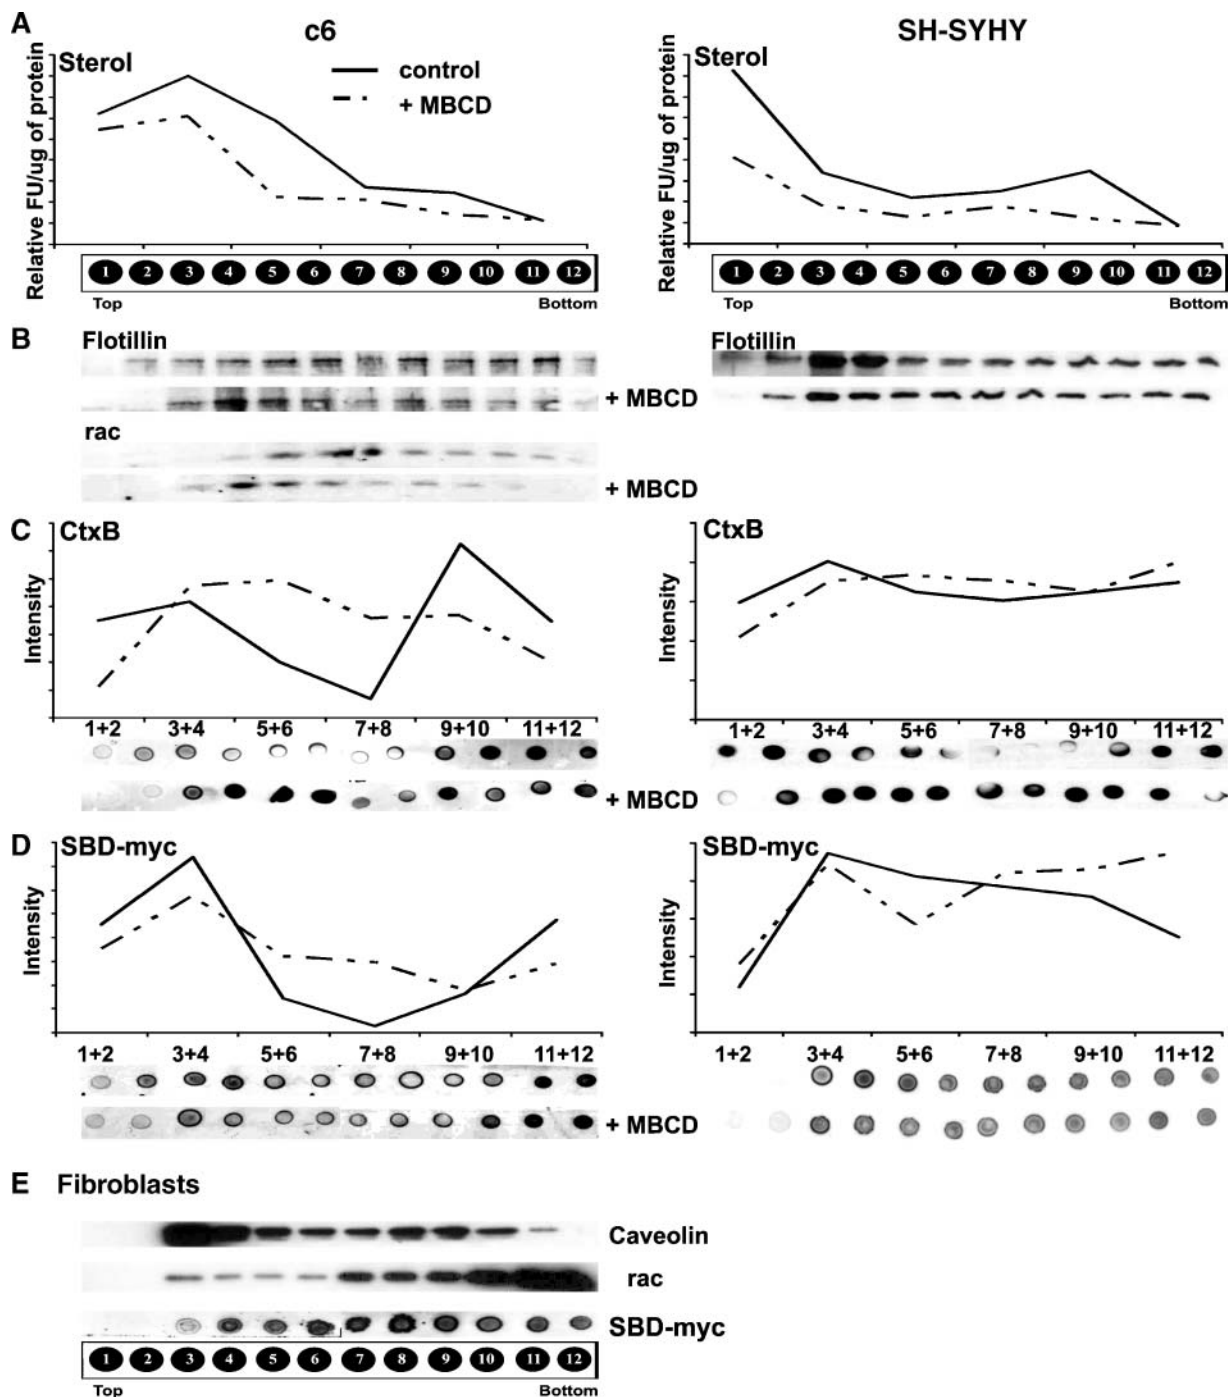 A
c6
SH-SYHY
Sterol
control
+ MBCD
Relative FU/ug of protein
1 2 3 4 5 6 7 8 9 10 11 12
Top Bottom
Sterol
Relative FU/ug of protein
1 2 3 4 5 6 7 8 9 10 11 12
Top Bottom
B
Flotillin
+ MBCD
rac
+ MBCD
Flotillin
C
CtxB
Intensity
1+2 3+4 5+6 7+8 9+10 11+12
+ MBCD
CtxB
Intensity
1+2 3+4 5+6 7+8 9+10 11+12
D
SBD-myc
Intensity
1+2 3+4 5+6 7+8 9+10 11+12
+ MBCD
SBD-myc
Intensity
1+2 3+4 5+6 7+8 9+10 11+12
E Fibroblasts
Caveolin
rac
SBD-myc
1 2 3 4 5 6 7 8 9 10 11 12
Top Bottom